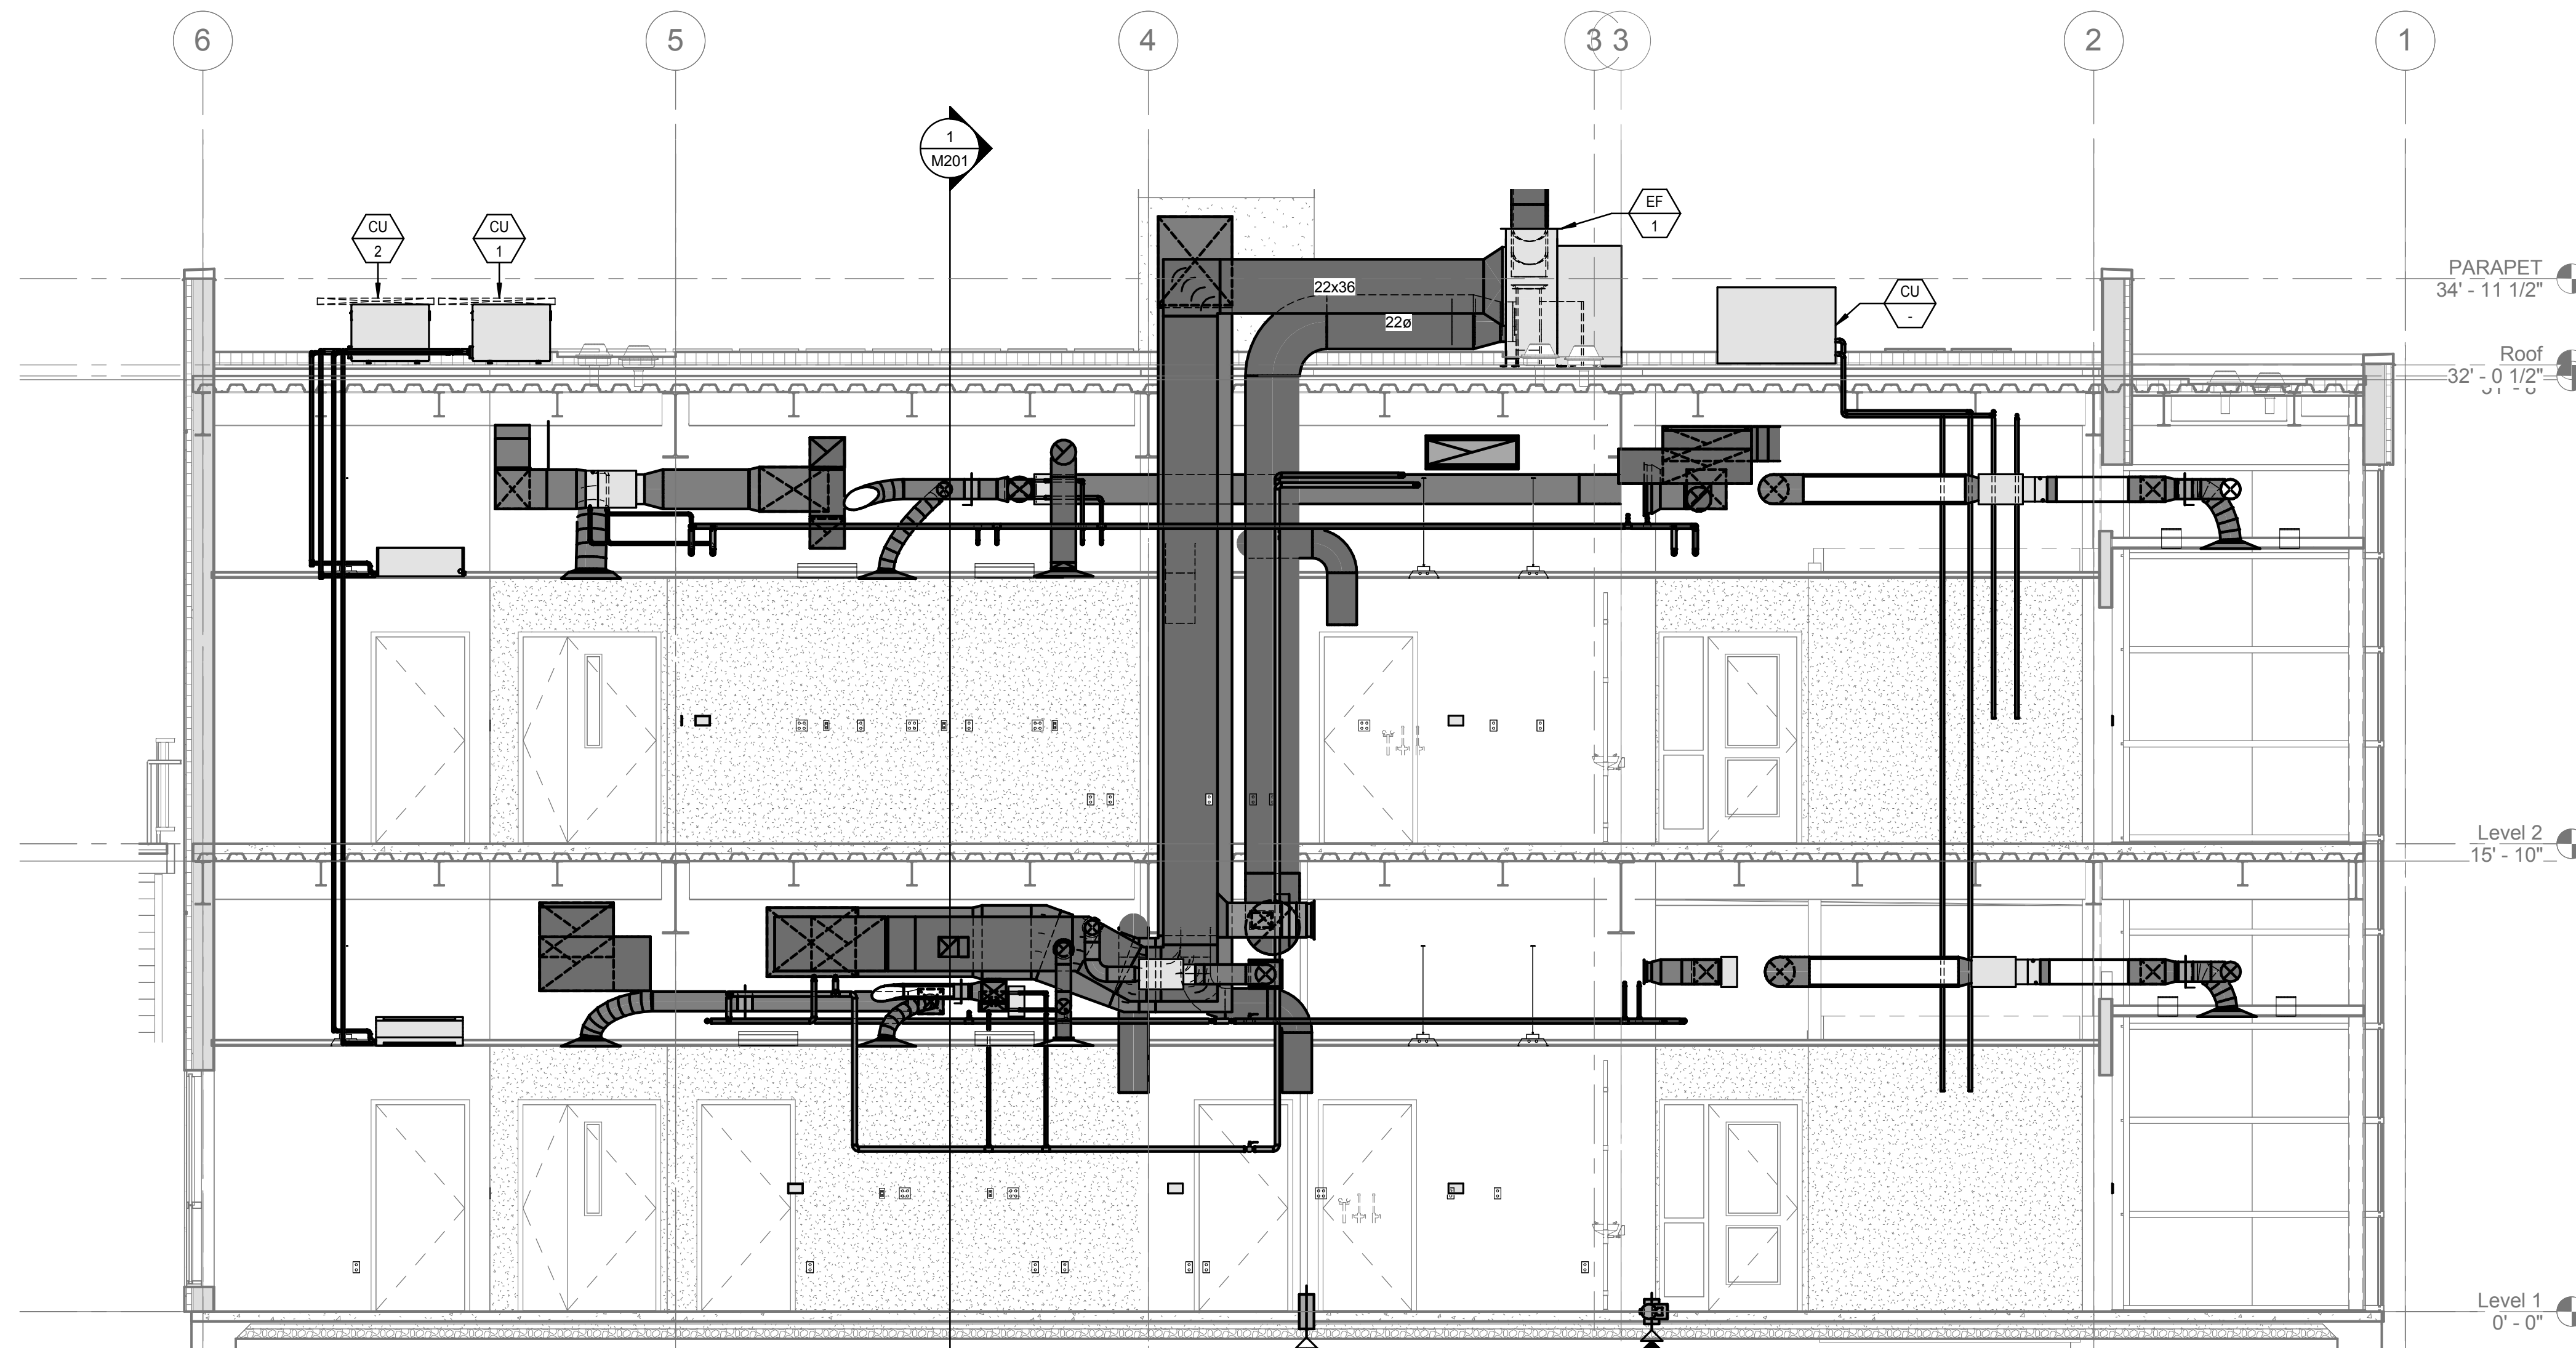 6
5
4
3
3
2
1
1
M201
CU
2
CU
1
EF
1
CU
-
22x36
22ø
PARAPET
34' - 11 1/2"
Roof
32' - 0 1/2"
Level 2
15' - 10"
Level 1
0' - 0"